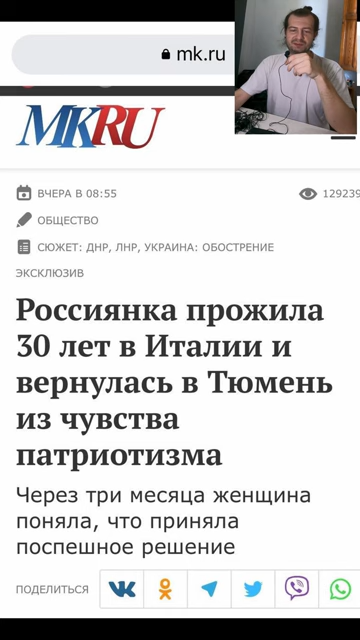 mk.ru
MKRU
ВЧЕРА В 08:55
129239
ОБЩЕСТВО
СЮЖЕТ: ДНР, ЛНР, УКРАИНА: ОБОСТРЕНИЕ
ЭКСКЛЮЗИВ
Россиянка прожила
30 лет в Италии и
вернулась в Тюмень
из чувства
патриотизма
Через три месяца женщина
поняла, что приняла
поспешное решение
ПОДЕЛИТЬСЯ